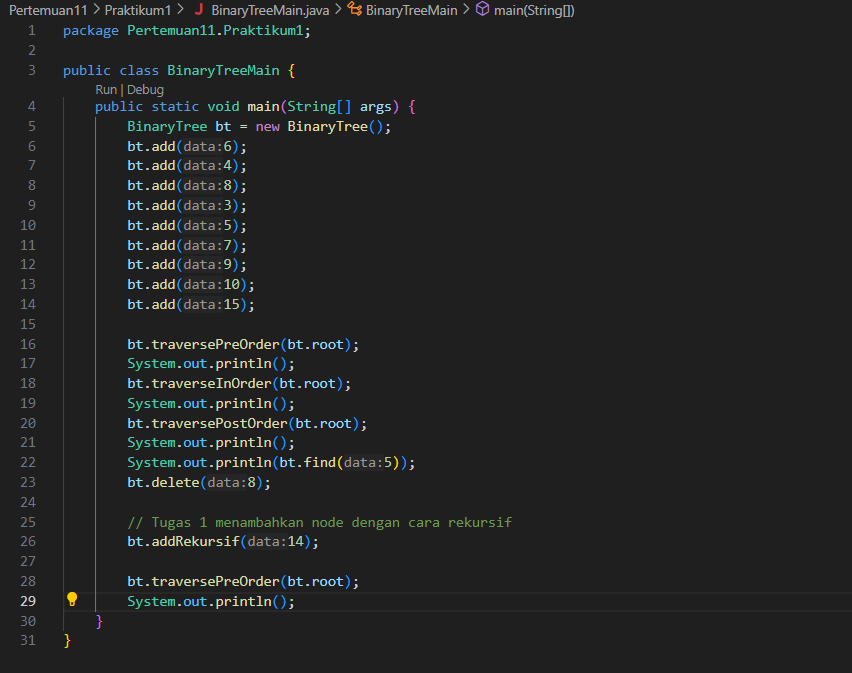 Pertemuan11 > Praktikum1 > J BinaryTreeMain.java > BinaryTreeMain > main(String[])
1 package Pertemuan11.Praktikum1;
2
3 public class BinaryTreeMain {
Run | Debug
4 public static void main(String[] args) {
5 BinaryTree bt = new BinaryTree();
6 bt.add(data:6);
7 bt.add(data:4);
8 bt.add(data:8);
9 bt.add(data:3);
10 bt.add(data:5);
11 bt.add(data:7);
12 bt.add(data:9);
13 bt.add(data:10);
14 bt.add(data:15);
15
16 bt.traversePreOrder(bt.root);
17 System.out.println();
18 bt.traverseInOrder(bt.root);
19 System.out.println();
20 bt.traversePostOrder(bt.root);
21 System.out.println();
22 System.out.println(bt.find(data:5));
23 bt.delete(data:8);
24
25 // Tugas 1 menambahkan node dengan cara rekursif
26 bt.addRekursif(data:14);
27
28 bt.traversePreOrder(bt.root);
29 System.out.println();
30 }
31 }